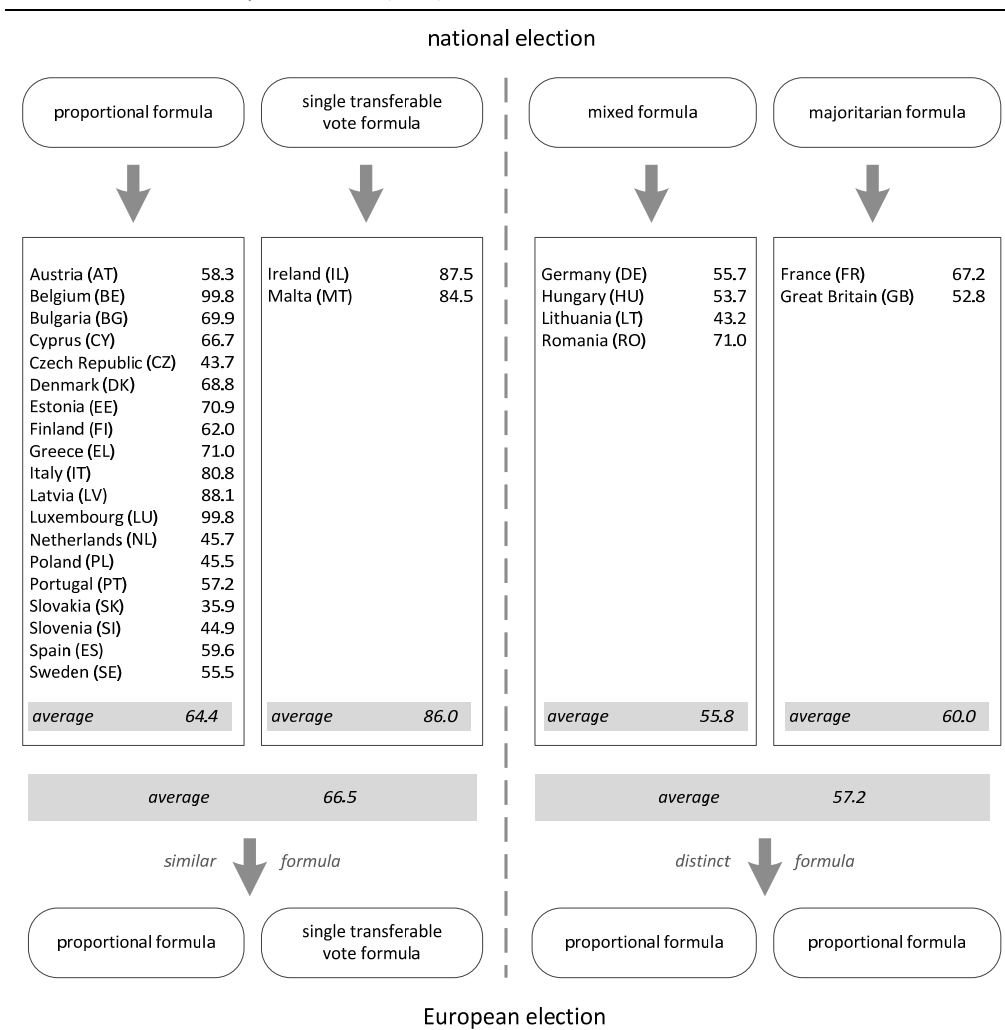 national election
proportional formula
single transferable
vote formula
mixed formula
majoritarian formula
Austria (AT) 58.3
Belgium (BE) 99.8
Bulgaria (BG) 69.9
Cyprus (CY) 66.7
Czech Republic (CZ) 43.7
Denmark (DK) 68.8
Estonia (EE) 70.9
Finland (FI) 62.0
Greece (EL) 71.0
Italy (IT) 80.8
Latvia (LV) 88.1
Luxembourg (LU) 99.8
Netherlands (NL) 45.7
Poland (PL) 45.5
Portugal (PT) 57.2
Slovakia (SK) 35.9
Slovenia (SI) 44.9
Spain (ES) 59.6
Sweden (SE) 55.5
average 64.4
Ireland (IL) 87.5
Malta (MT) 84.5
average 86.0
Germany (DE) 55.7
Hungary (HU) 53.7
Lithuania (LT) 43.2
Romania (RO) 71.0
average 55.8
France (FR) 67.2
Great Britain (GB) 52.8
average 60.0
average 66.5
average 57.2
similar formula
distinct formula
proportional formula
single transferable
vote formula
proportional formula
proportional formula
European election